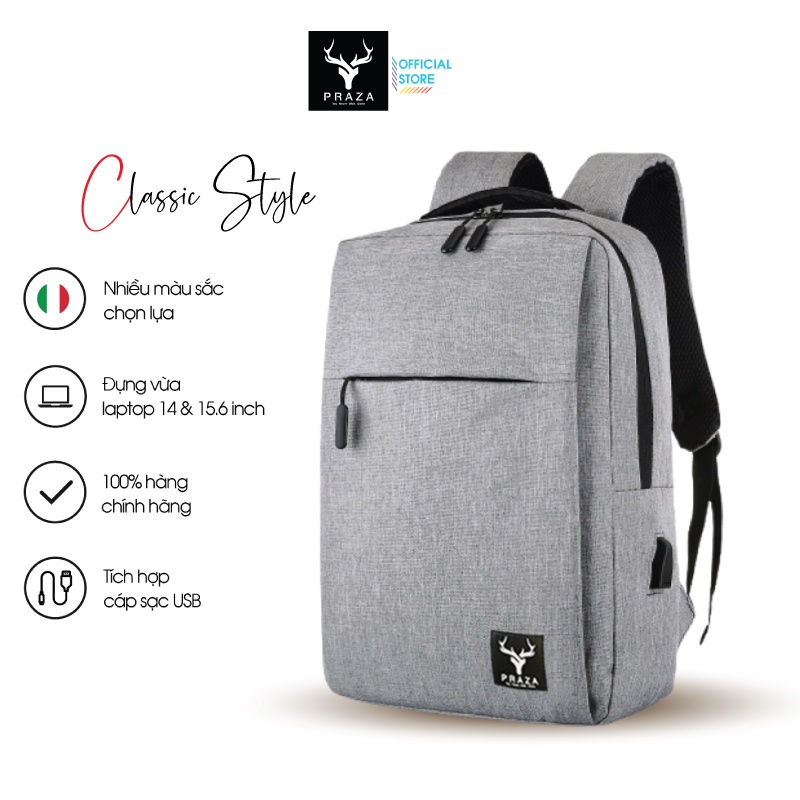 PRAZA
OFFICIAL
STORE
Classic Style
Nhiều màu sắc
chọn lựa
Đựng vừa
laptop 14 & 15.6 inch
100% hàng
chính hãng
Tích hợp
cáp sạc USB
PRAZA